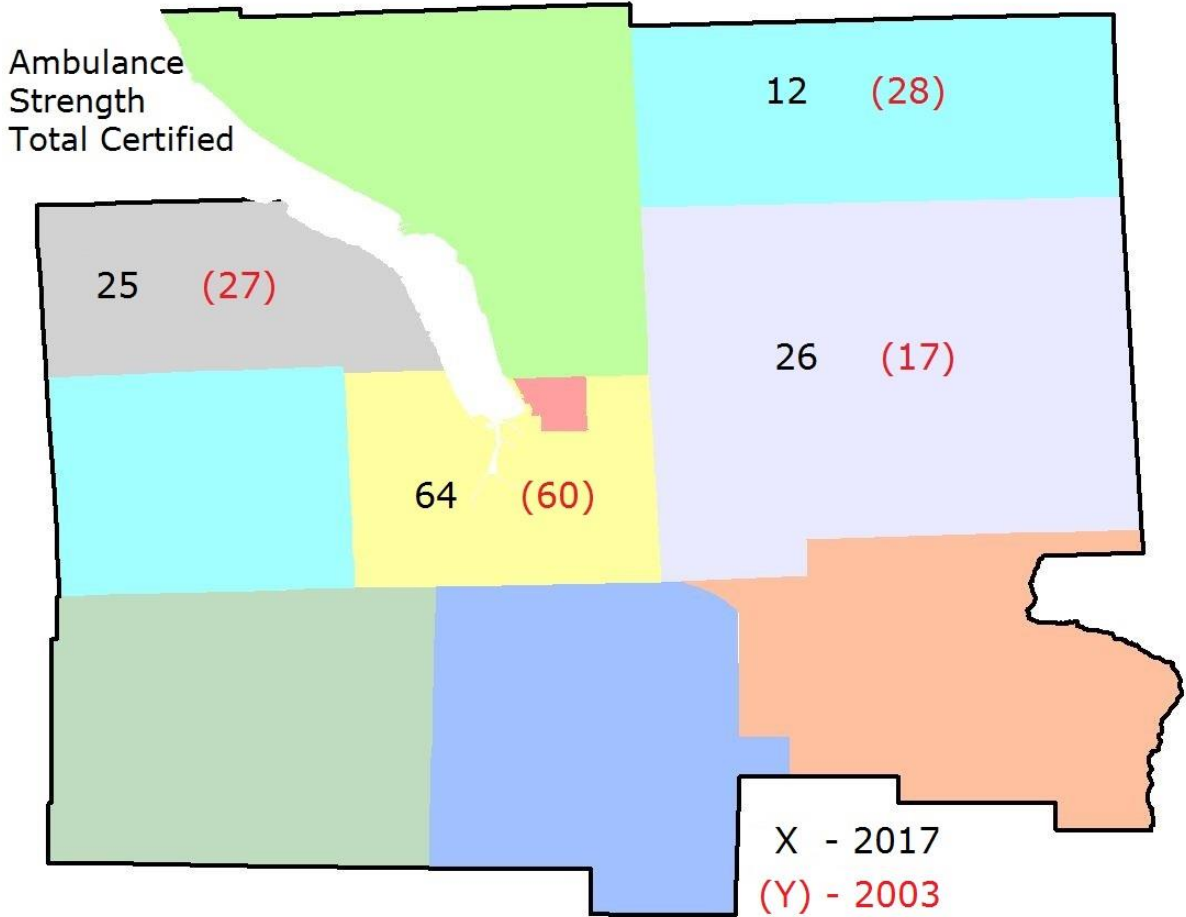 Ambulance
Strength
Total Certified
12 (28)
25 (27)
26 (17)
64 (60)
X - 2017
(Y) - 2003